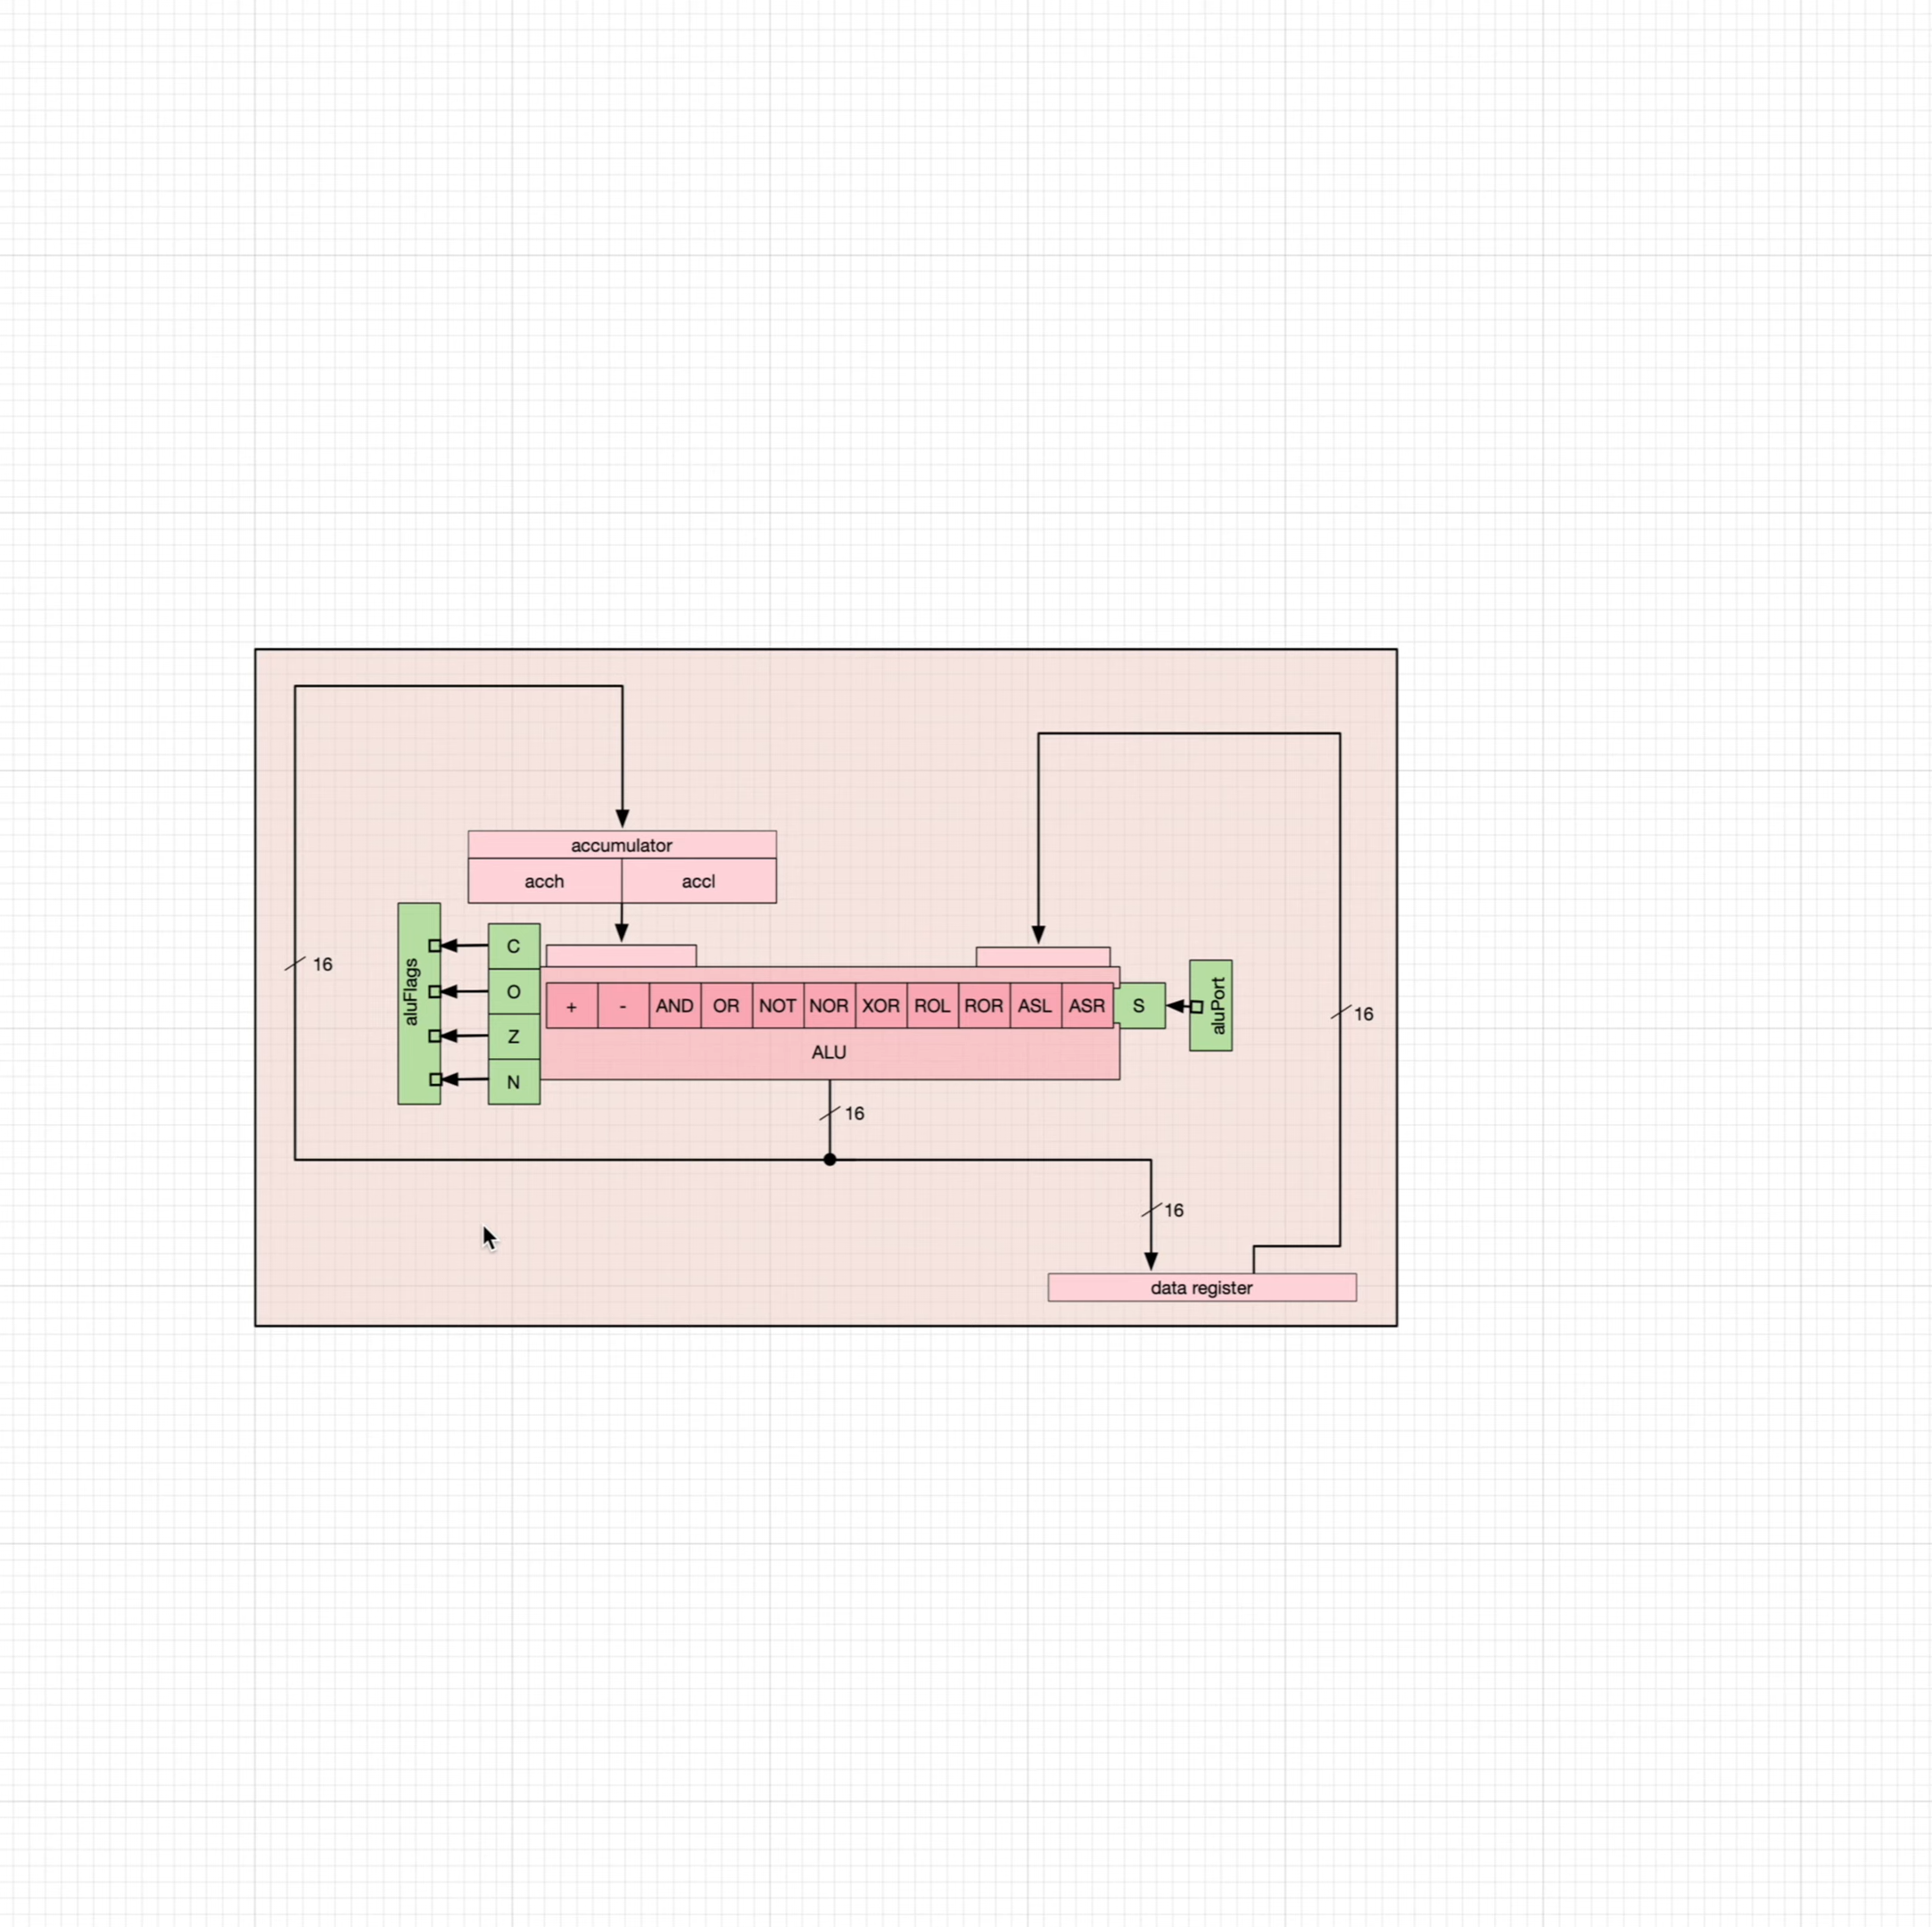 accumulator
acch accl
aluFlags
C
O
Z
N
16
+ - AND OR NOT NOR XOR ROL ROR ASL ASR S
aluPort
16
ALU
16
16
data register